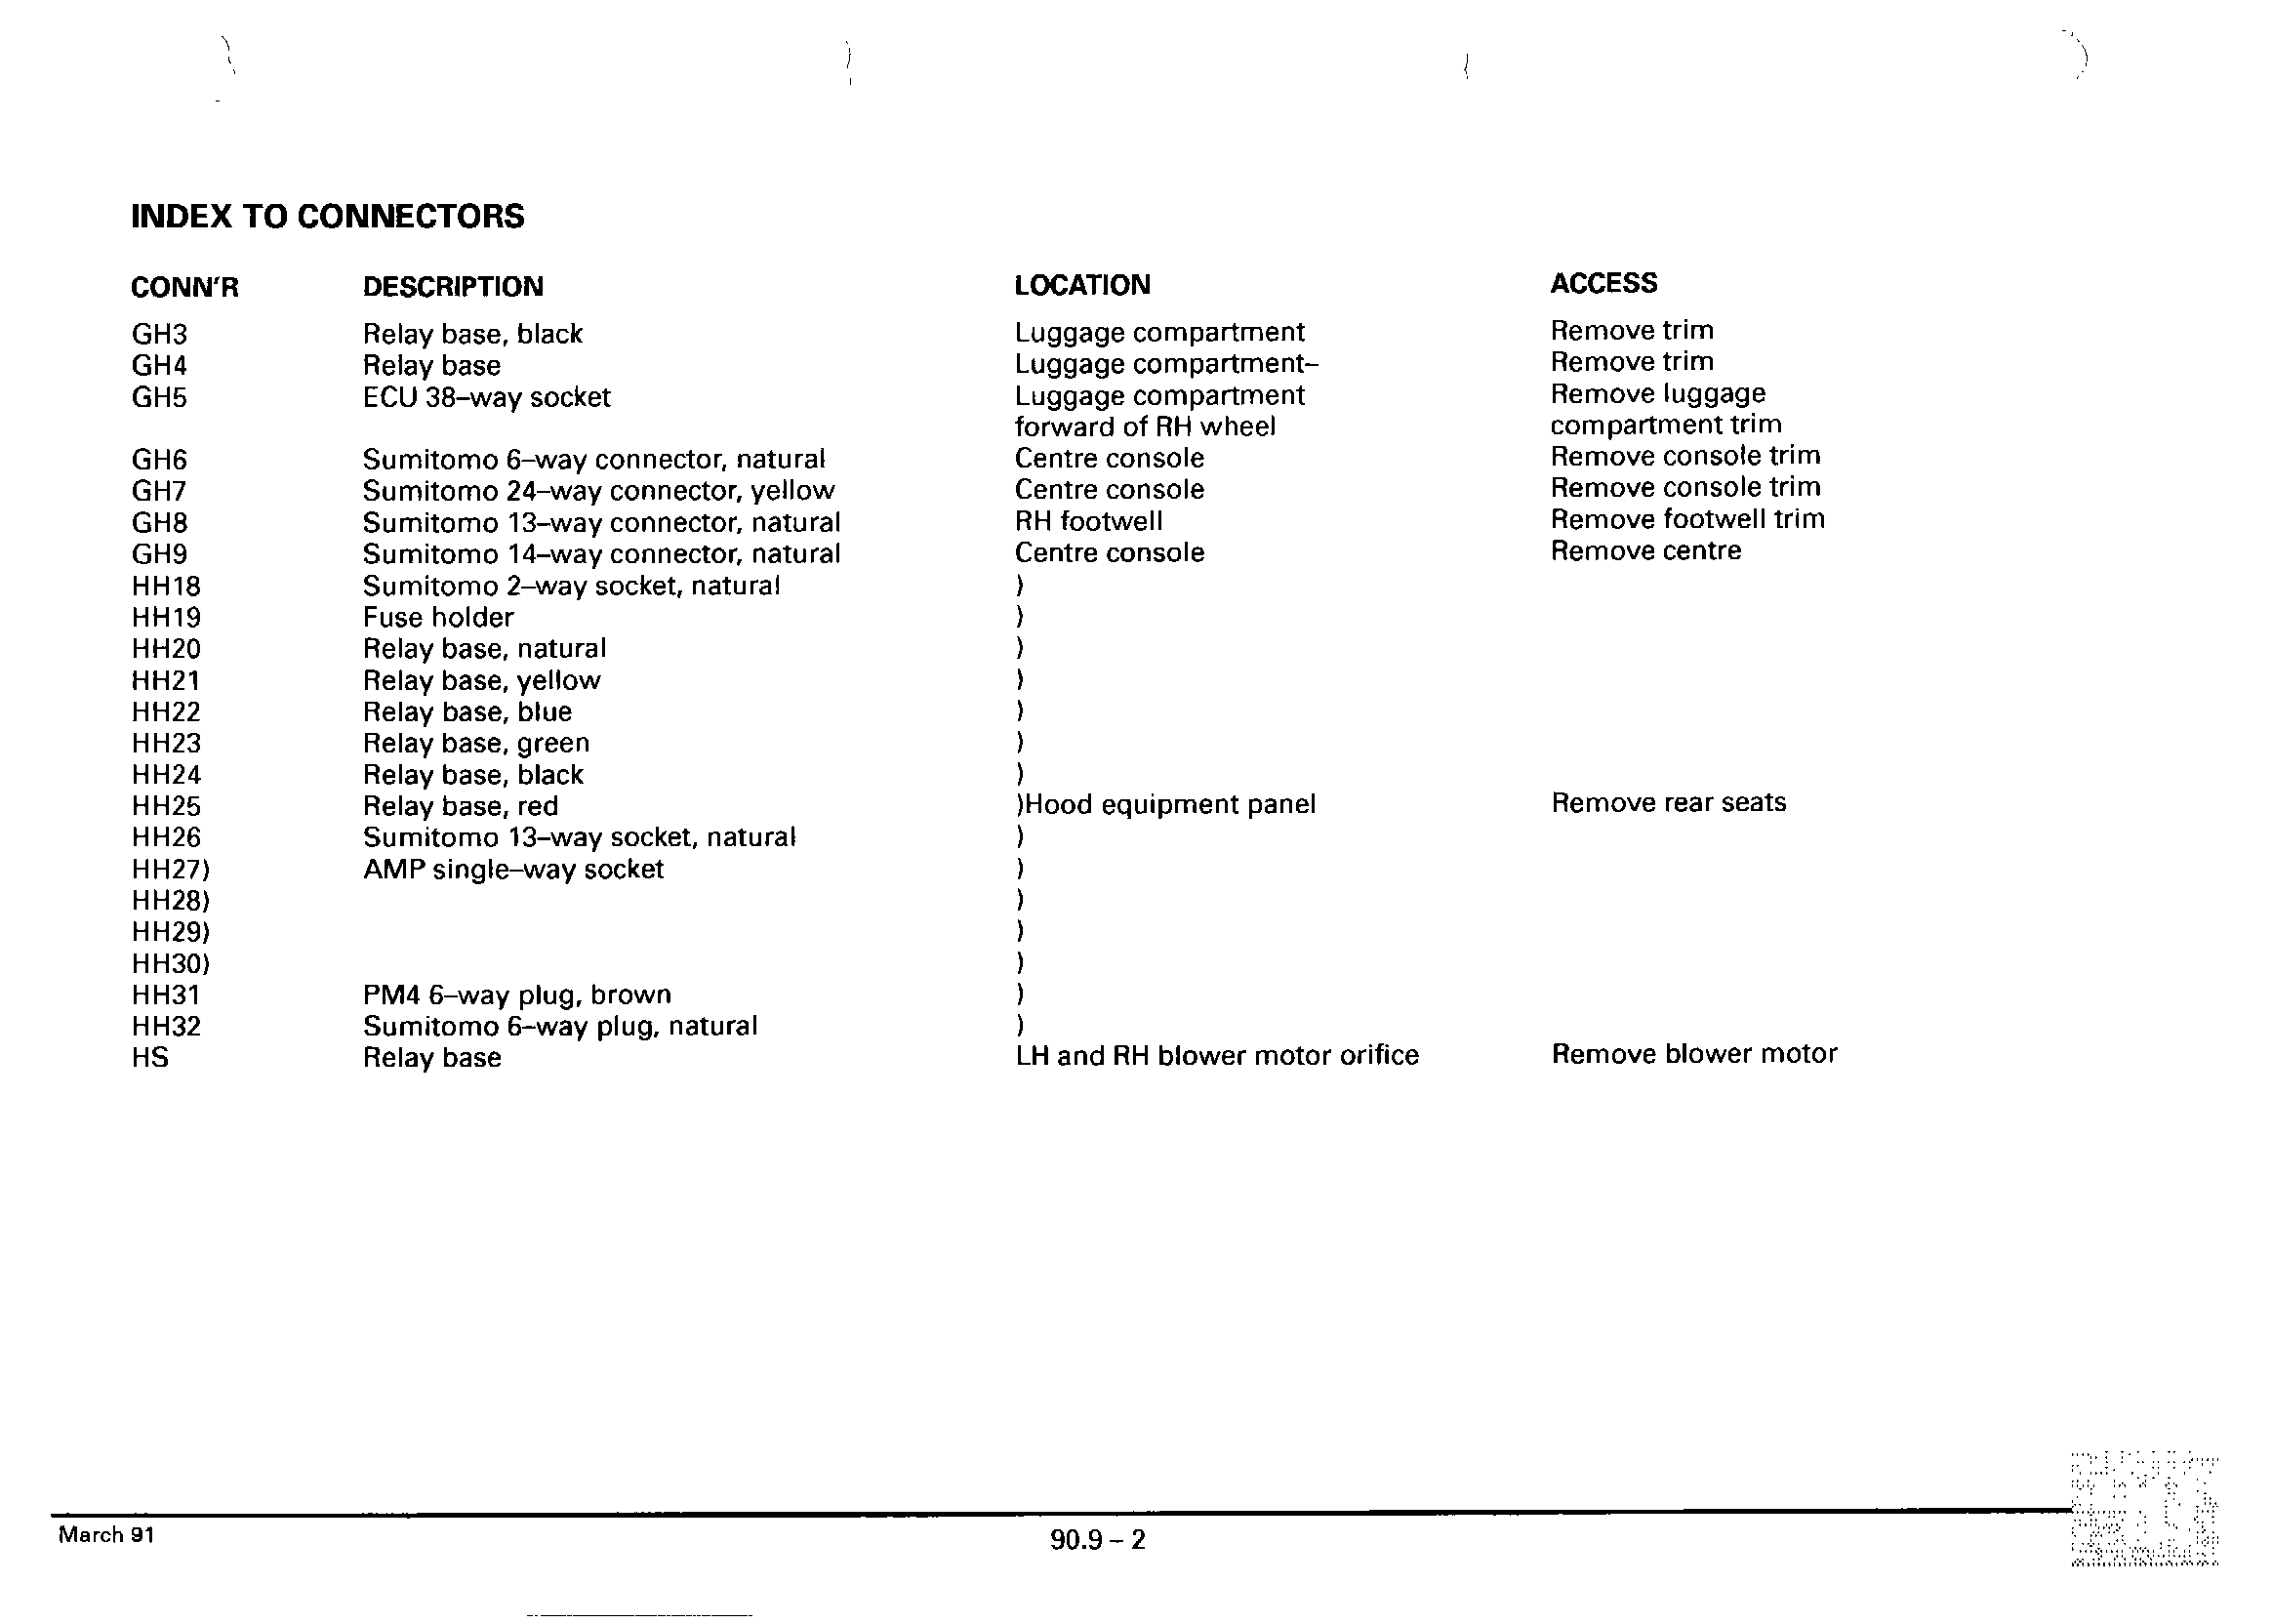 INDEX TO CONNECTORS
CONN'R DESCRIPTION LOCATION ACCESS
GH3 Relay base, black Luggage compartment Remove trim
GH4 Relay base Luggage compartment– Remove trim
GH5 ECU 38–way socket Luggage compartment Remove luggage
forward of RH wheel compartment trim
GH6 Sumitomo 6–way connector, natural Centre console Remove console trim
GH7 Sumitomo 24–way connector, yellow Centre console Remove console trim
GH8 Sumitomo 13–way connector, natural RH footwell Remove footwell trim
GH9 Sumitomo 14–way connector, natural Centre console Remove centre
HH18 Sumitomo 2–way socket, natural )
HH19 Fuse holder )
HH20 Relay base, natural )
HH21 Relay base, yellow )
HH22 Relay base, blue )
HH23 Relay base, green )
HH24 Relay base, black )
HH25 Relay base, red )Hood equipment panel Remove rear seats
HH26 Sumitomo 13–way socket, natural )
HH27) AMP single–way socket )
HH28) )
HH29) )
HH30) )
HH31 PM4 6–way plug, brown )
HH32 Sumitomo 6–way plug, natural )
HS Relay base LH and RH blower motor orifice Remove blower motor
March 91 90.9 – 2